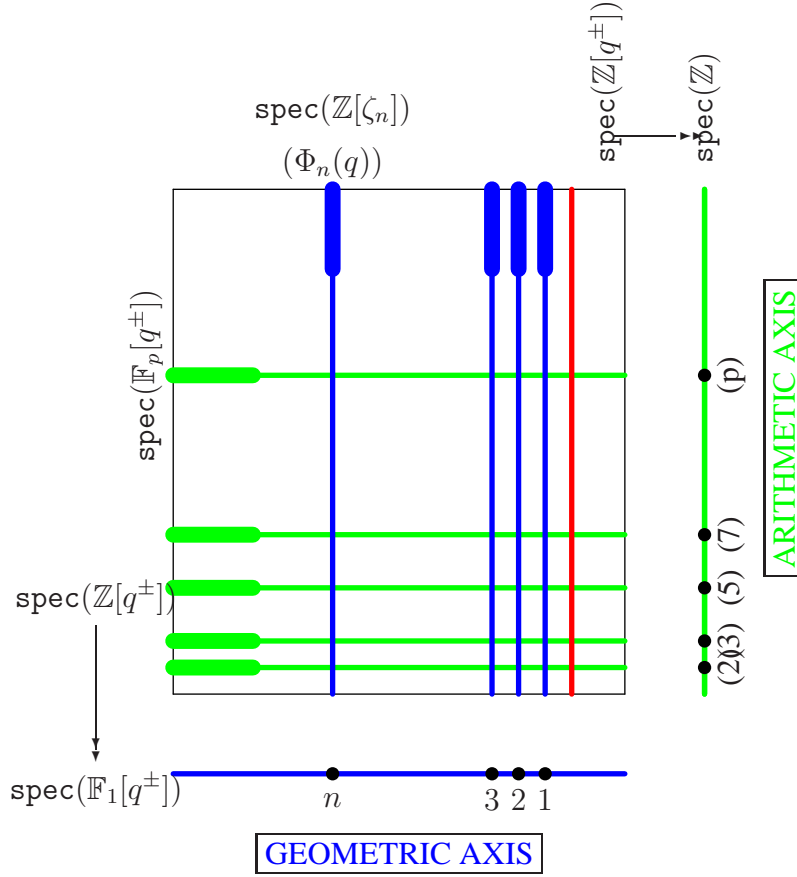 spec(ℤ[q^±])
spec(ℤ)
spec(ℤ[ζ_n])
(Φ_n(q))
spec(𝔽_p[q^±])
(p)
ARITHMETIC AXIS
(7)
(5)
spec(ℤ[q^±])
(3)
(2)
spec(𝔽_1[q^±])
n 3 2 1
GEOMETRIC AXIS